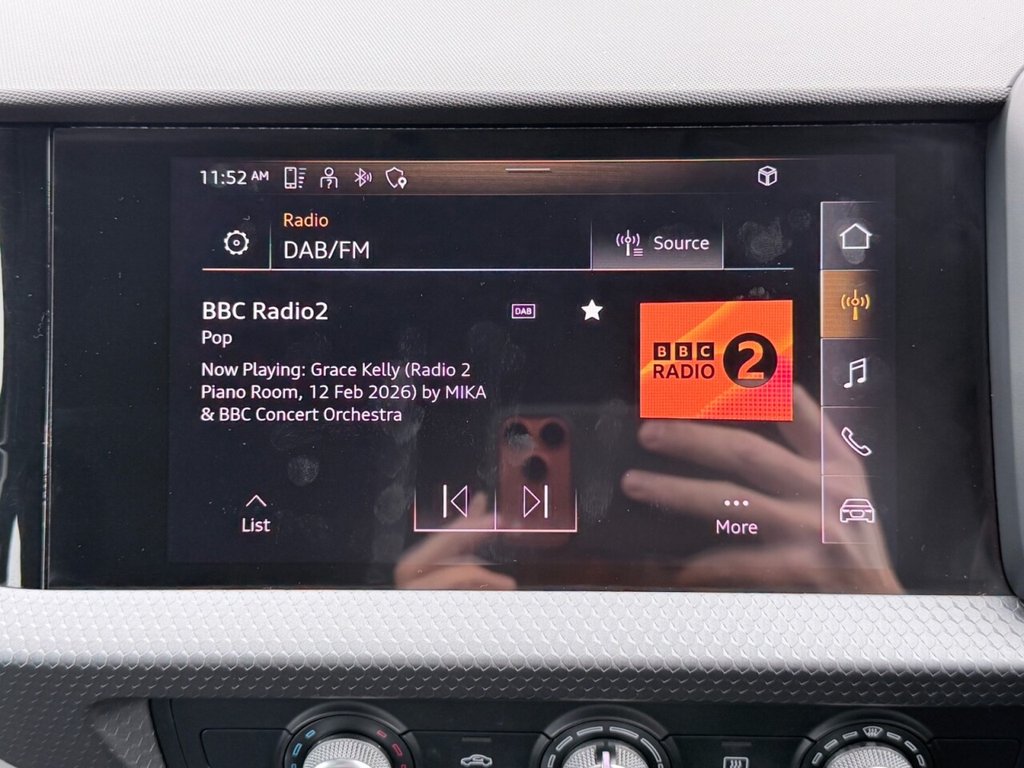 11:52 AM
Radio
DAB/FM
Source
BBC Radio2
DAB
Pop
Now Playing: Grace Kelly (Radio 2
Piano Room, 12 Feb 2026) by MIKA
& BBC Concert Orchestra
BBC
RADIO 2
List
More